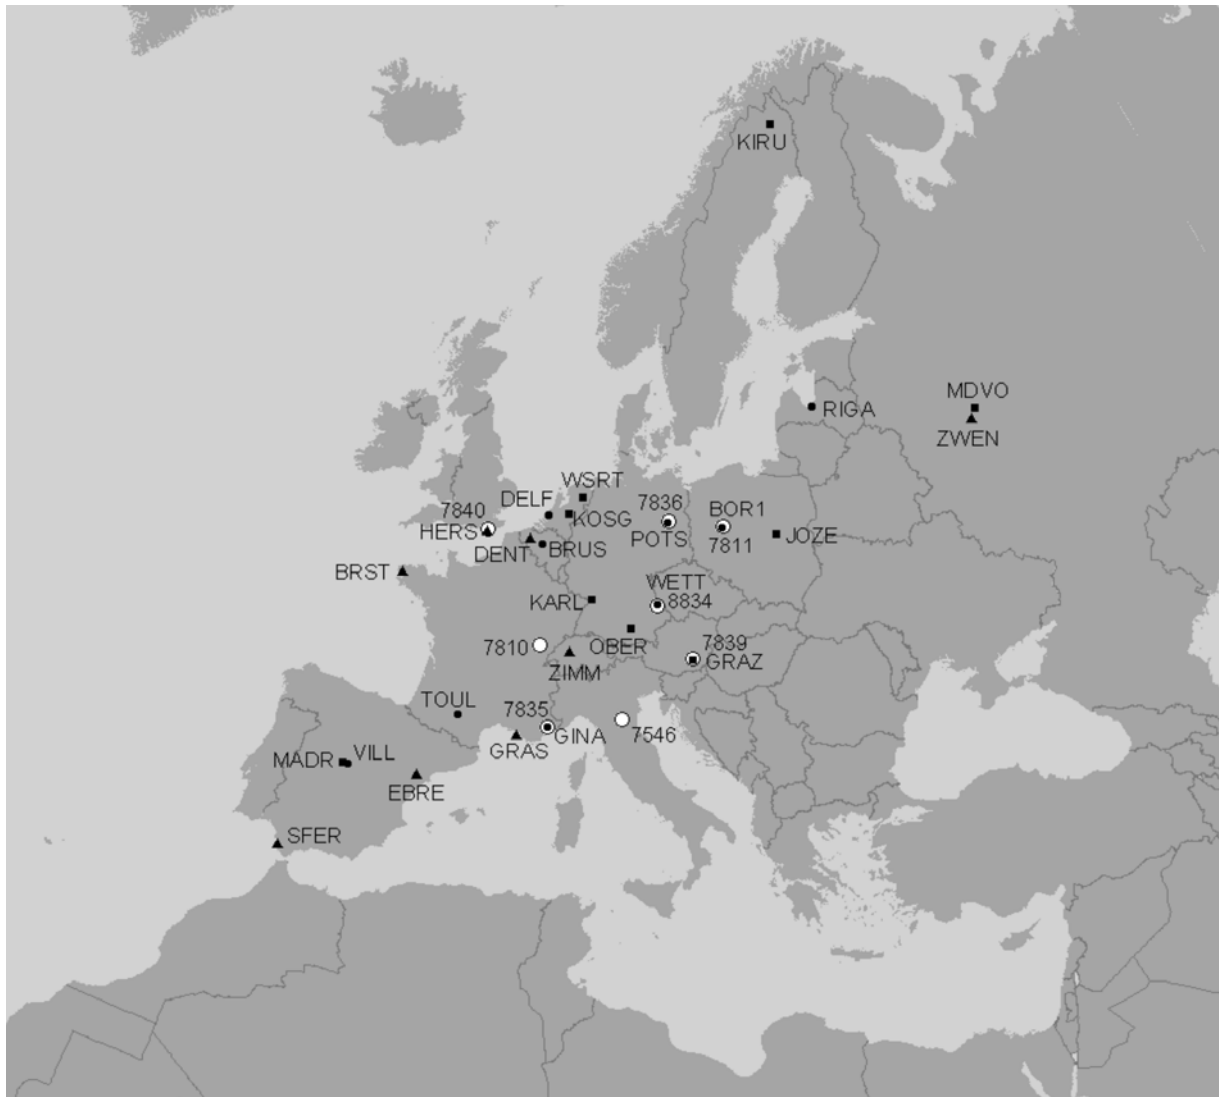 KIRU
MDVO
RIGA
ZWEN
WSRT
DELF
7836
7840
BOR1
KOSG
HERS
POTS
JOZE
7811
DENT
BRUS
BRST
WETT
KARL
8834
7810
OBER
7839
GRAZ
ZIMM
TOUL
7835
GINA
7546
GRAS
MADR
VILL
EBRE
SFER